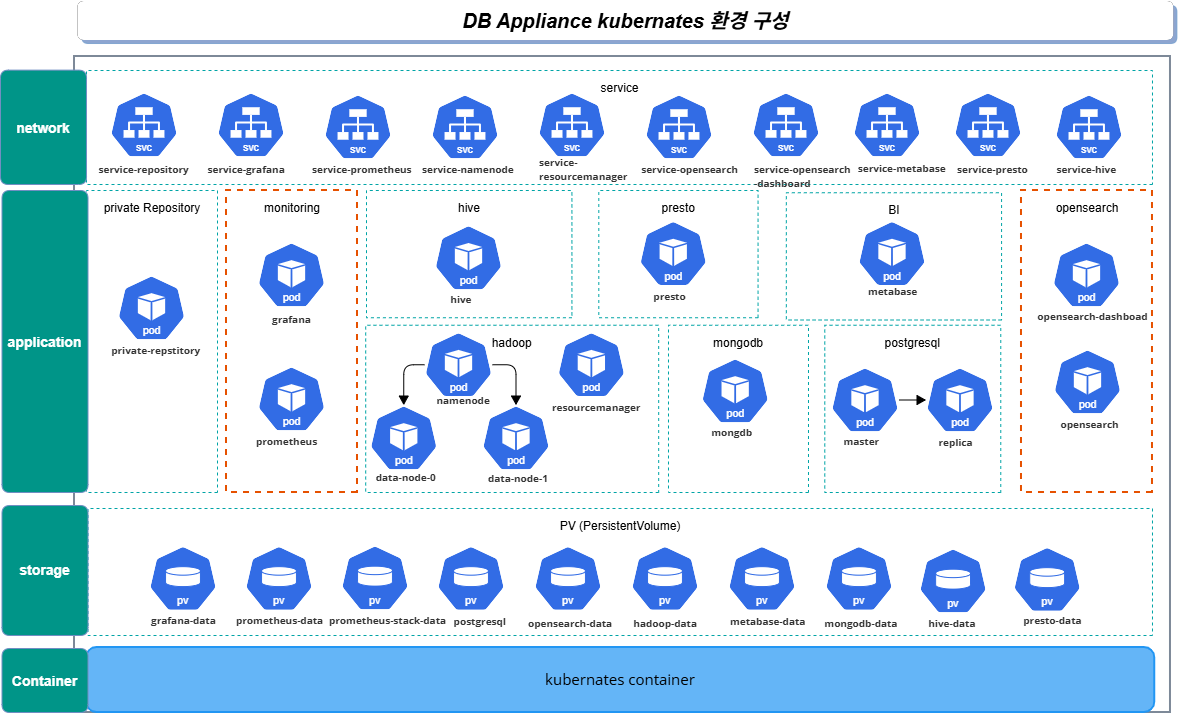 DB Appliance kubernates 환경 구성
network
service
svc
service-repository
svc
service-grafana
svc
service-prometheus
svc
service-namenode
svc
service-
resourcemanager
svc
service-opensearch
svc
service-opensearch
-dashboard
svc
service-metabase
svc
service-presto
svc
service-hive
application
private Repository
pod
private-repstitory
monitoring
pod
grafana
pod
prometheus
hive
pod
hive
presto
pod
presto
BI
pod
metabase
opensearch
pod
opensearch-dashboad
pod
opensearch
hadoop
pod
namenode
pod
resourcemanager
pod
data-node-0
pod
data-node-1
mongodb
pod
mongdb
postgresql
pod
master
pod
replica
storage
PV (PersistentVolume)
pv
grafana-data
pv
prometheus-data
pv
prometheus-stack-data
pv
postgresql
pv
opensearch-data
pv
hadoop-data
pv
metabase-data
pv
mongodb-data
pv
hive-data
pv
presto-data
Container
kubernates container